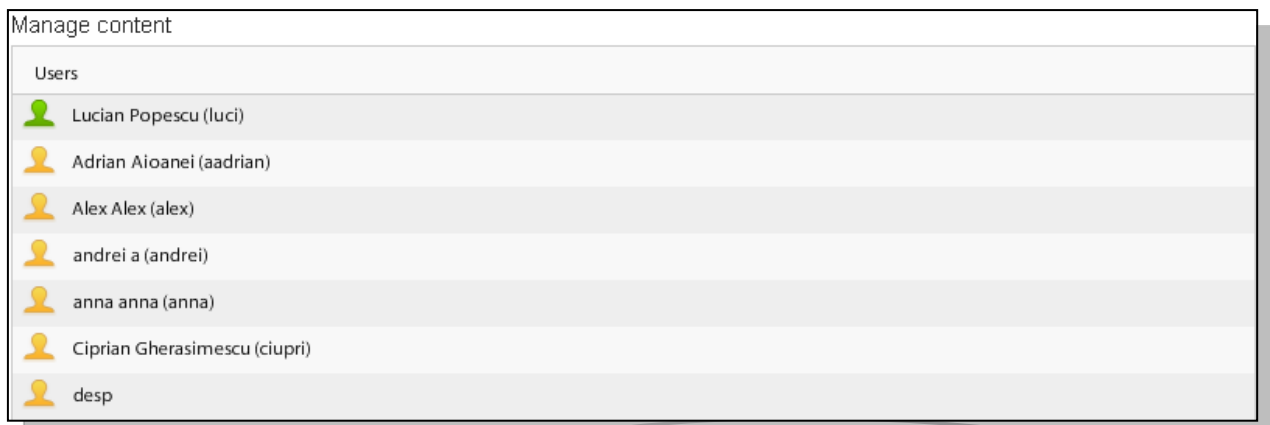 Manage content
Users
Lucian Popescu (luci)
Adrian Aioanei (aadrian)
Alex Alex (alex)
andrei a (andrei)
anna anna (anna)
Ciprian Gherasimescu (ciupri)
desp